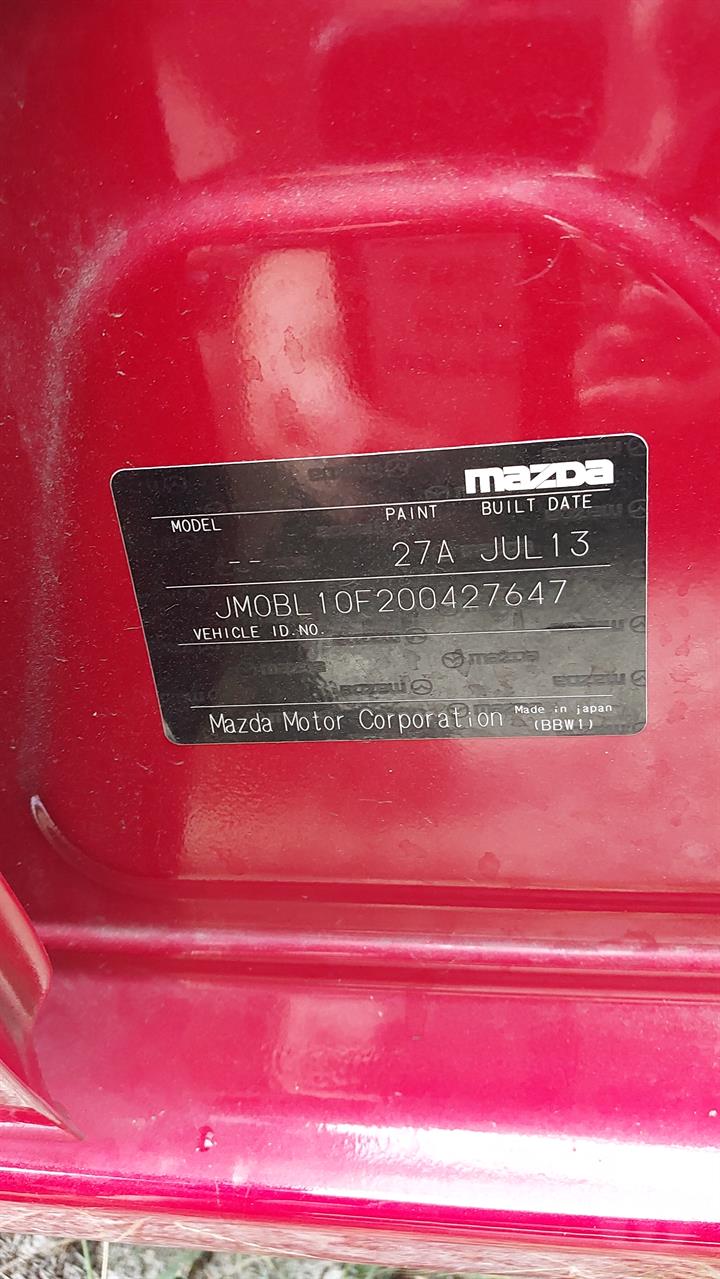 mazda
MODEL PAINT BUILT DATE
-- 27A JUL13
JM0BL10F200427647
VEHICLE ID.NO.
Mazda Motor Corporation Made in japan
(BBW1)